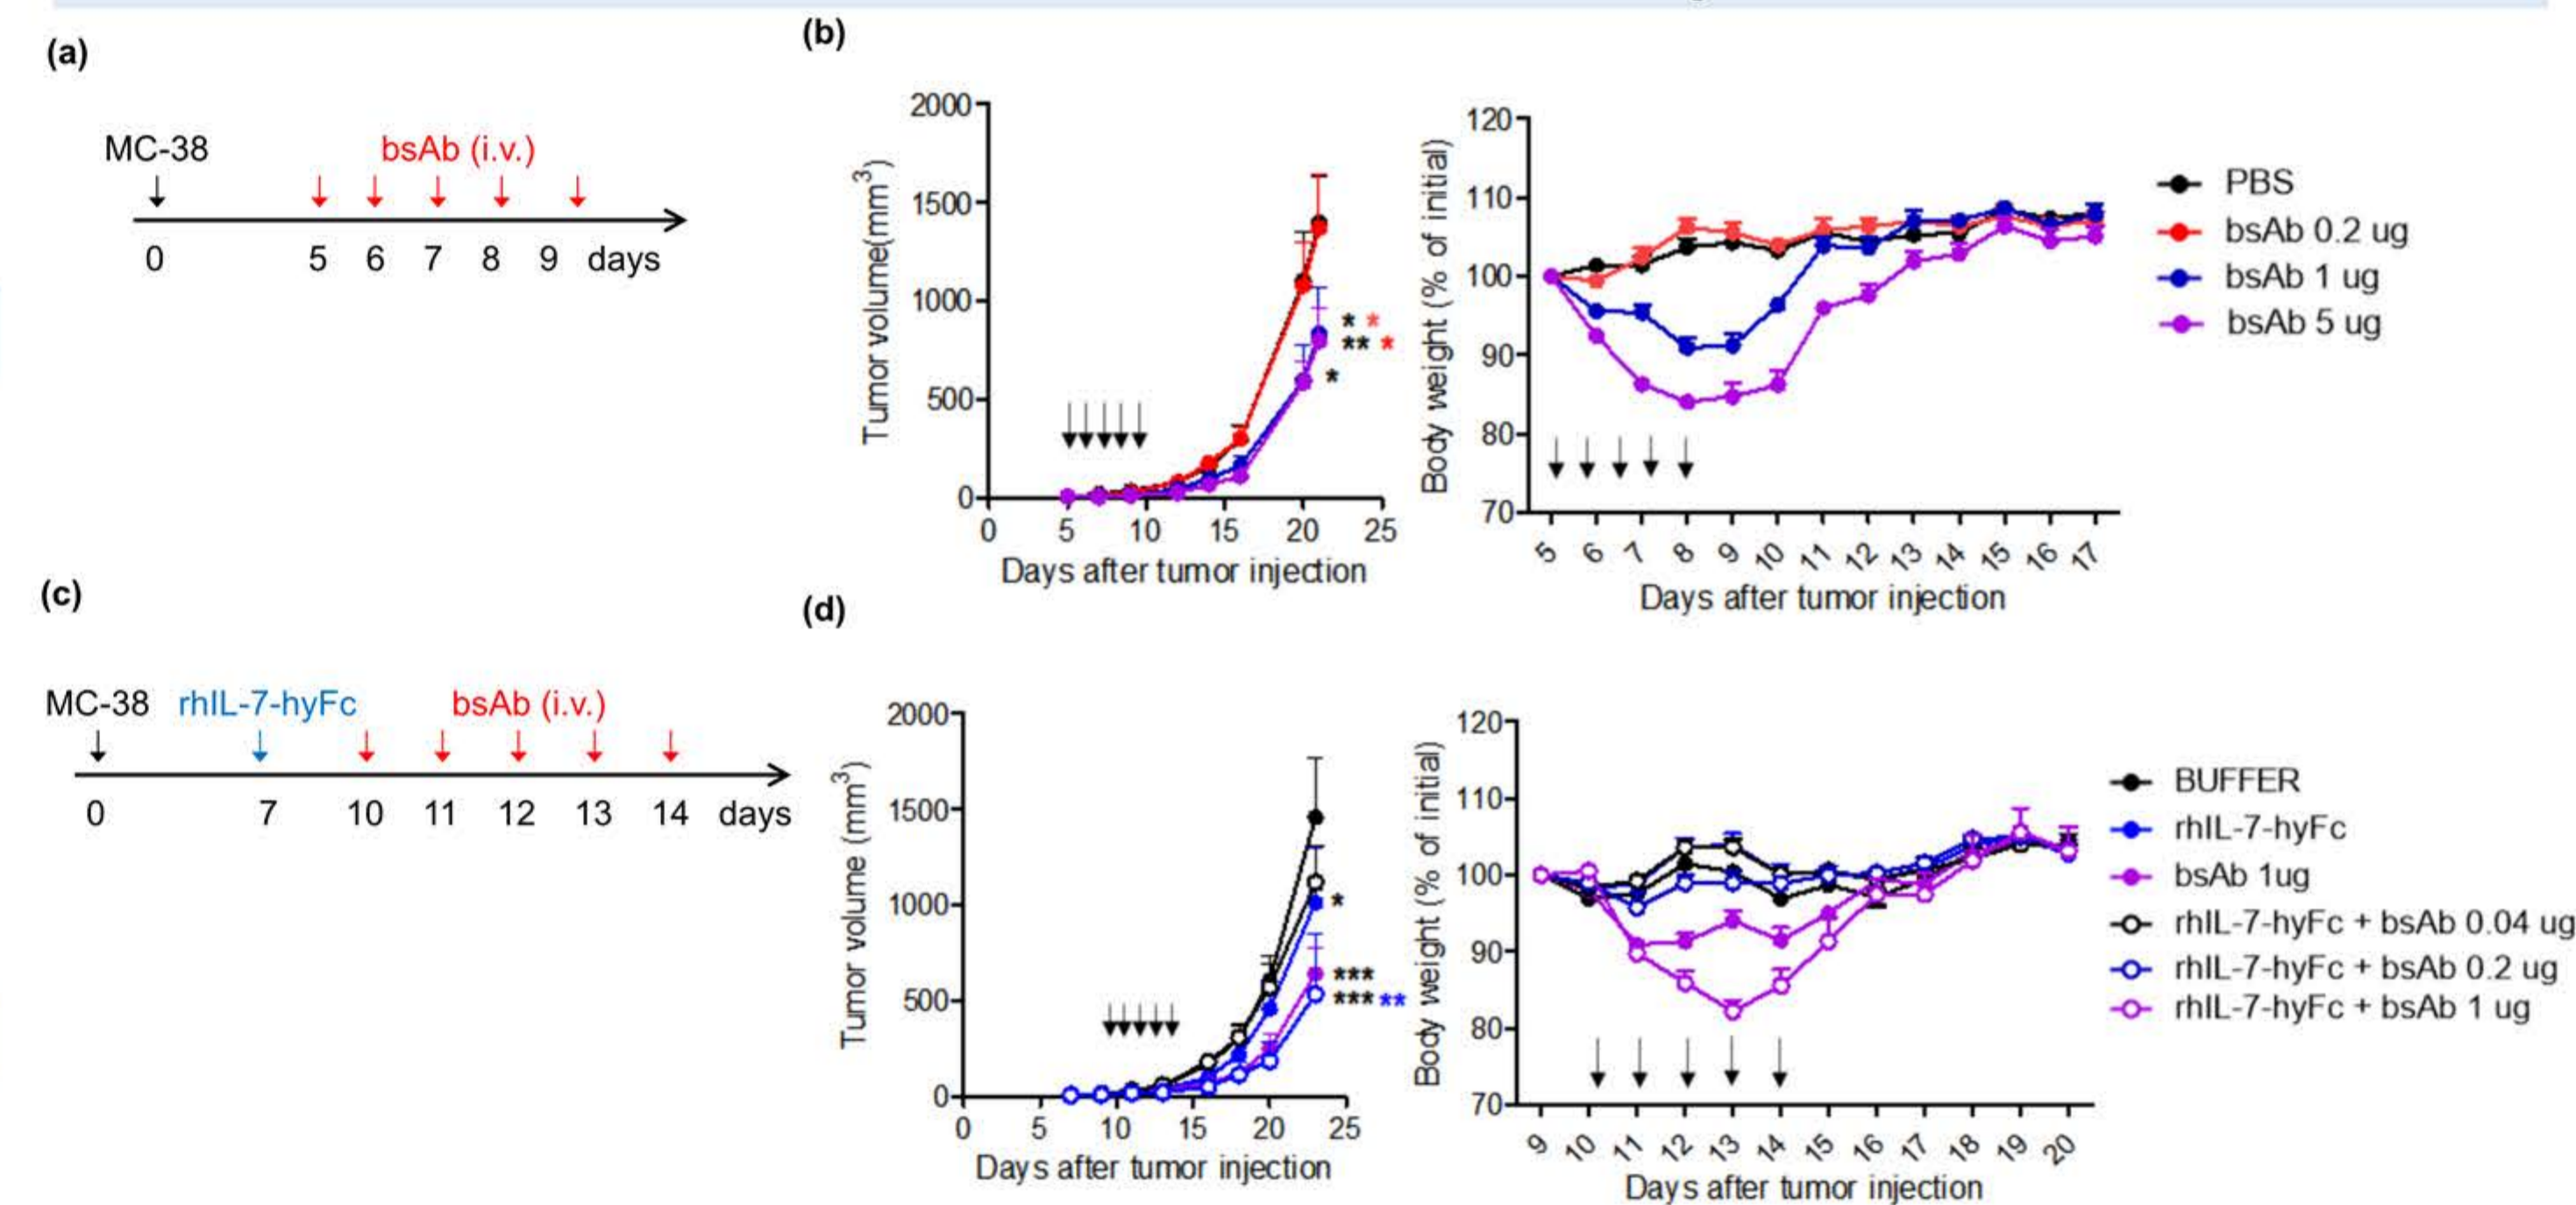 (a)
MC-38
bsAb (i.v.)
0 5 6 7 8 9 days
(b)
Tumor volume(mm³)
2000
1500
1000
500
0
* *
** *
*
0 5 10 15 20 25
Days after tumor injection
Body weight (% of initial)
120
110
100
90
80
70
5 6 7 8 9 10 11 12 13 14 15 16 17
Days after tumor injection
PBS
bsAb 0.2 ug
bsAb 1 ug
bsAb 5 ug
(c)
MC-38 rhIL-7-hyFc bsAb (i.v.)
0 7 10 11 12 13 14 days
(d)
Tumor volume (mm³)
2000
1500
1000
500
0
*
***
*** **
0 5 10 15 20 25
Days after tumor injection
Body weight (% of initial)
120
110
100
90
80
70
9 10 11 12 13 14 15 16 17 18 19 20
Days after tumor injection
BUFFER
rhIL-7-hyFc
bsAb 1ug
rhIL-7-hyFc + bsAb 0.04 ug
rhIL-7-hyFc + bsAb 0.2 ug
rhIL-7-hyFc + bsAb 1 ug